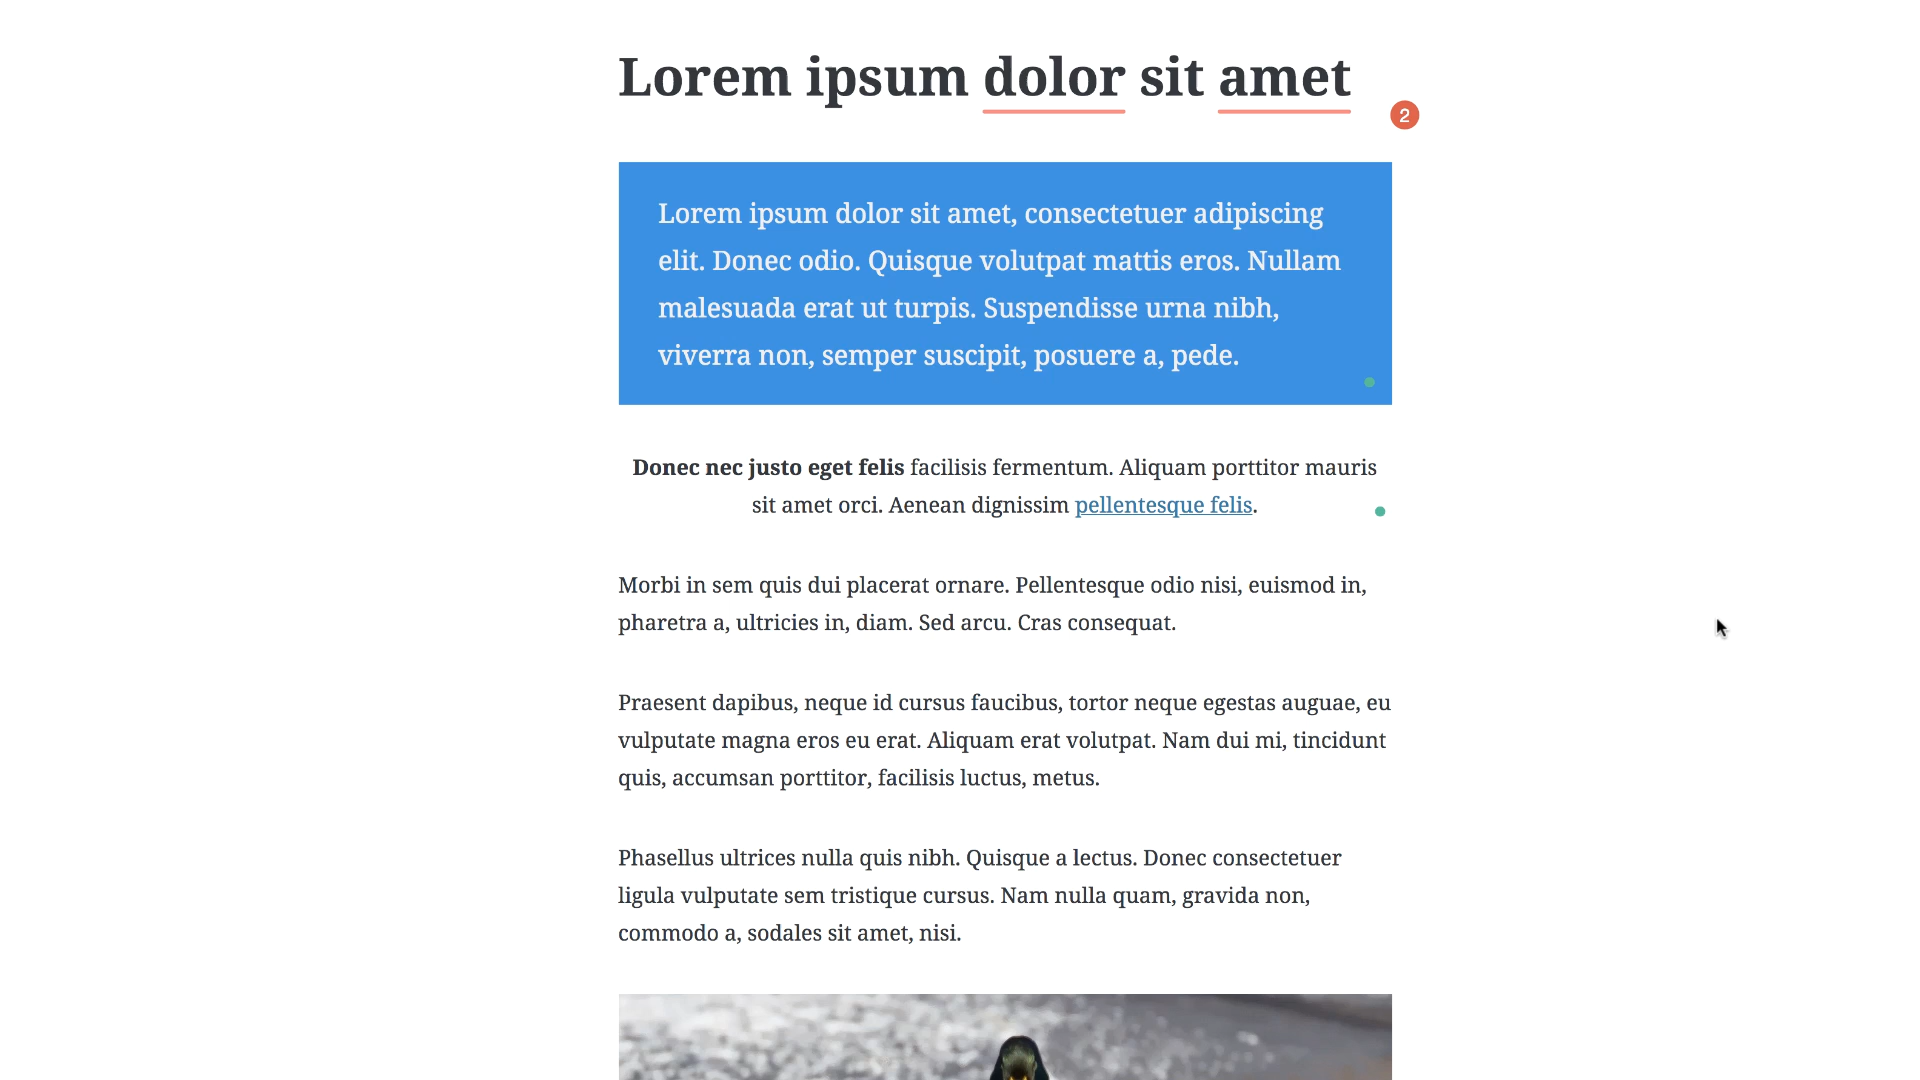 Lorem ipsum dolor sit amet
2
Lorem ipsum dolor sit amet, consectetuer adipiscing
elit. Donec odio. Quisque volutpat mattis eros. Nullam
malesuada erat ut turpis. Suspendisse urna nibh,
viverra non, semper suscipit, posuere a, pede.
Donec nec justo eget felis facilisis fermentum. Aliquam porttitor mauris
sit amet orci. Aenean dignissim pellentesque felis.
Morbi in sem quis dui placerat ornare. Pellentesque odio nisi, euismod in,
pharetra a, ultricies in, diam. Sed arcu. Cras consequat.
Praesent dapibus, neque id cursus faucibus, tortor neque egestas auguae, eu
vulputate magna eros eu erat. Aliquam erat volutpat. Nam dui mi, tincidunt
quis, accumsan porttitor, facilisis luctus, metus.
Phasellus ultrices nulla quis nibh. Quisque a lectus. Donec consectetuer
ligula vulputate sem tristique cursus. Nam nulla quam, gravida non,
commodo a, sodales sit amet, nisi.